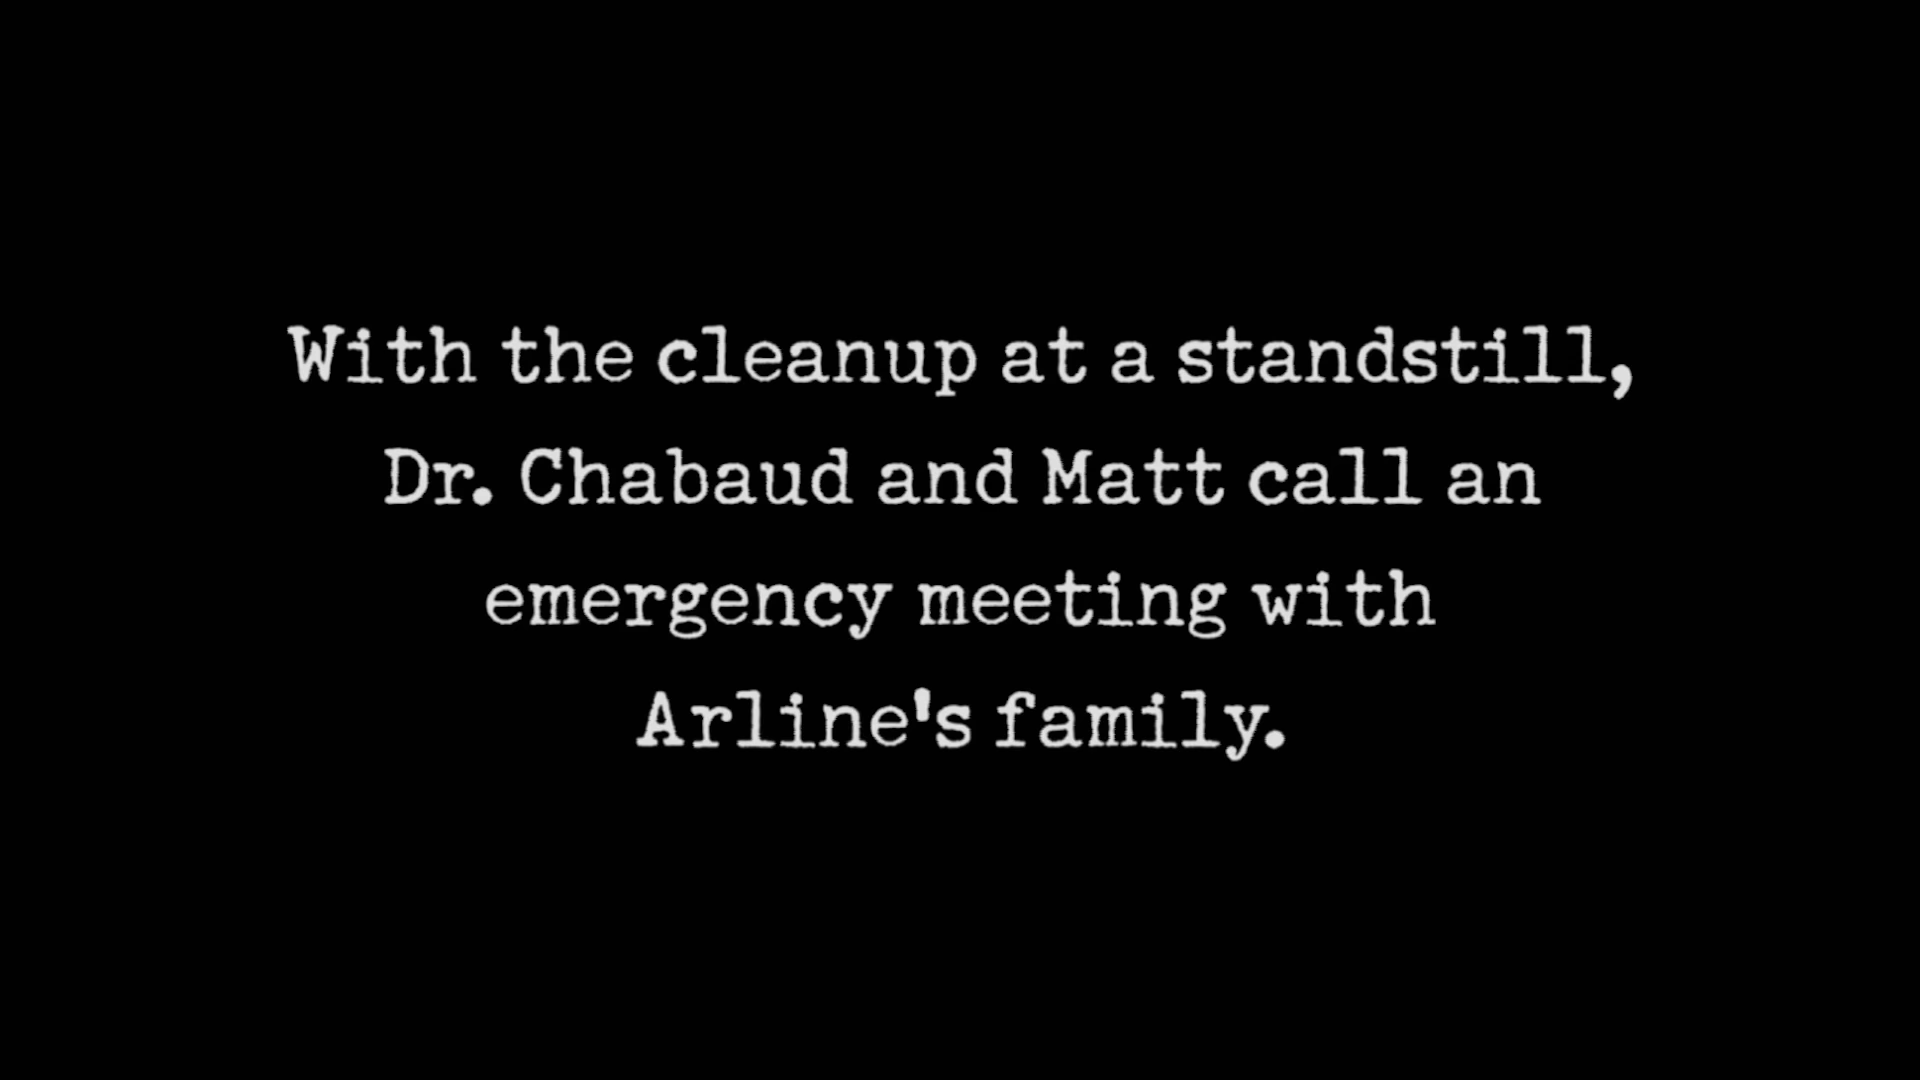 With the cleanup at a standstill,
Dr. Chabaud and Matt call an
emergency meeting with
Arline's family.